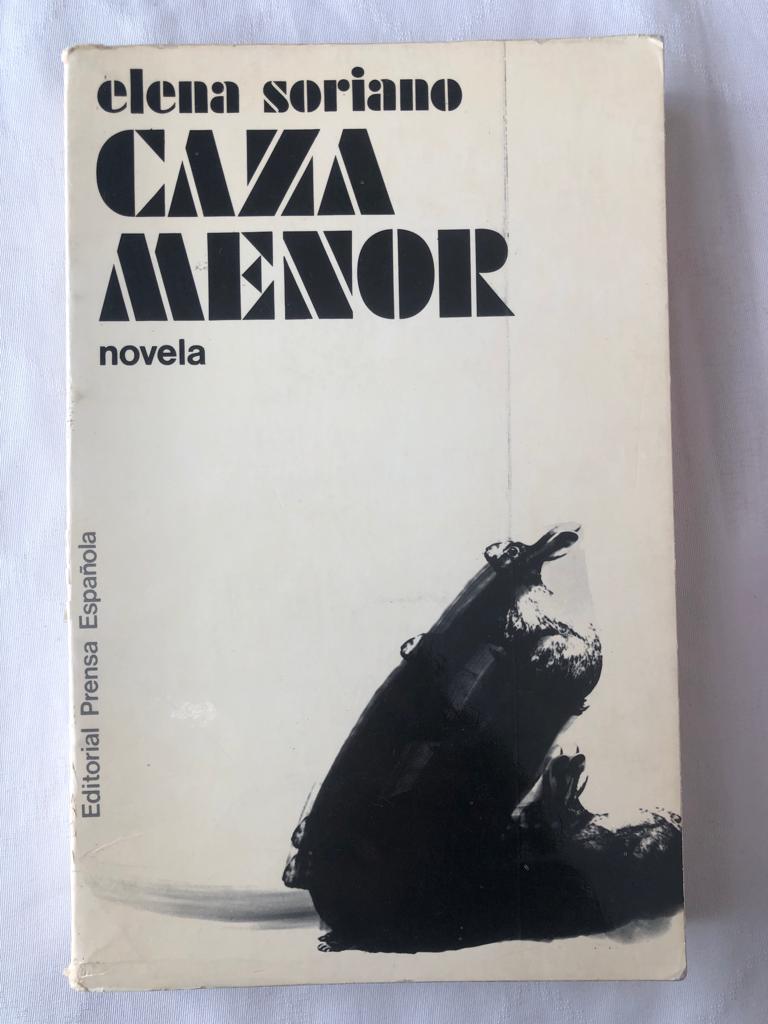 elena soriano
CAZA
MENOR
novela
Editorial Prensa Española